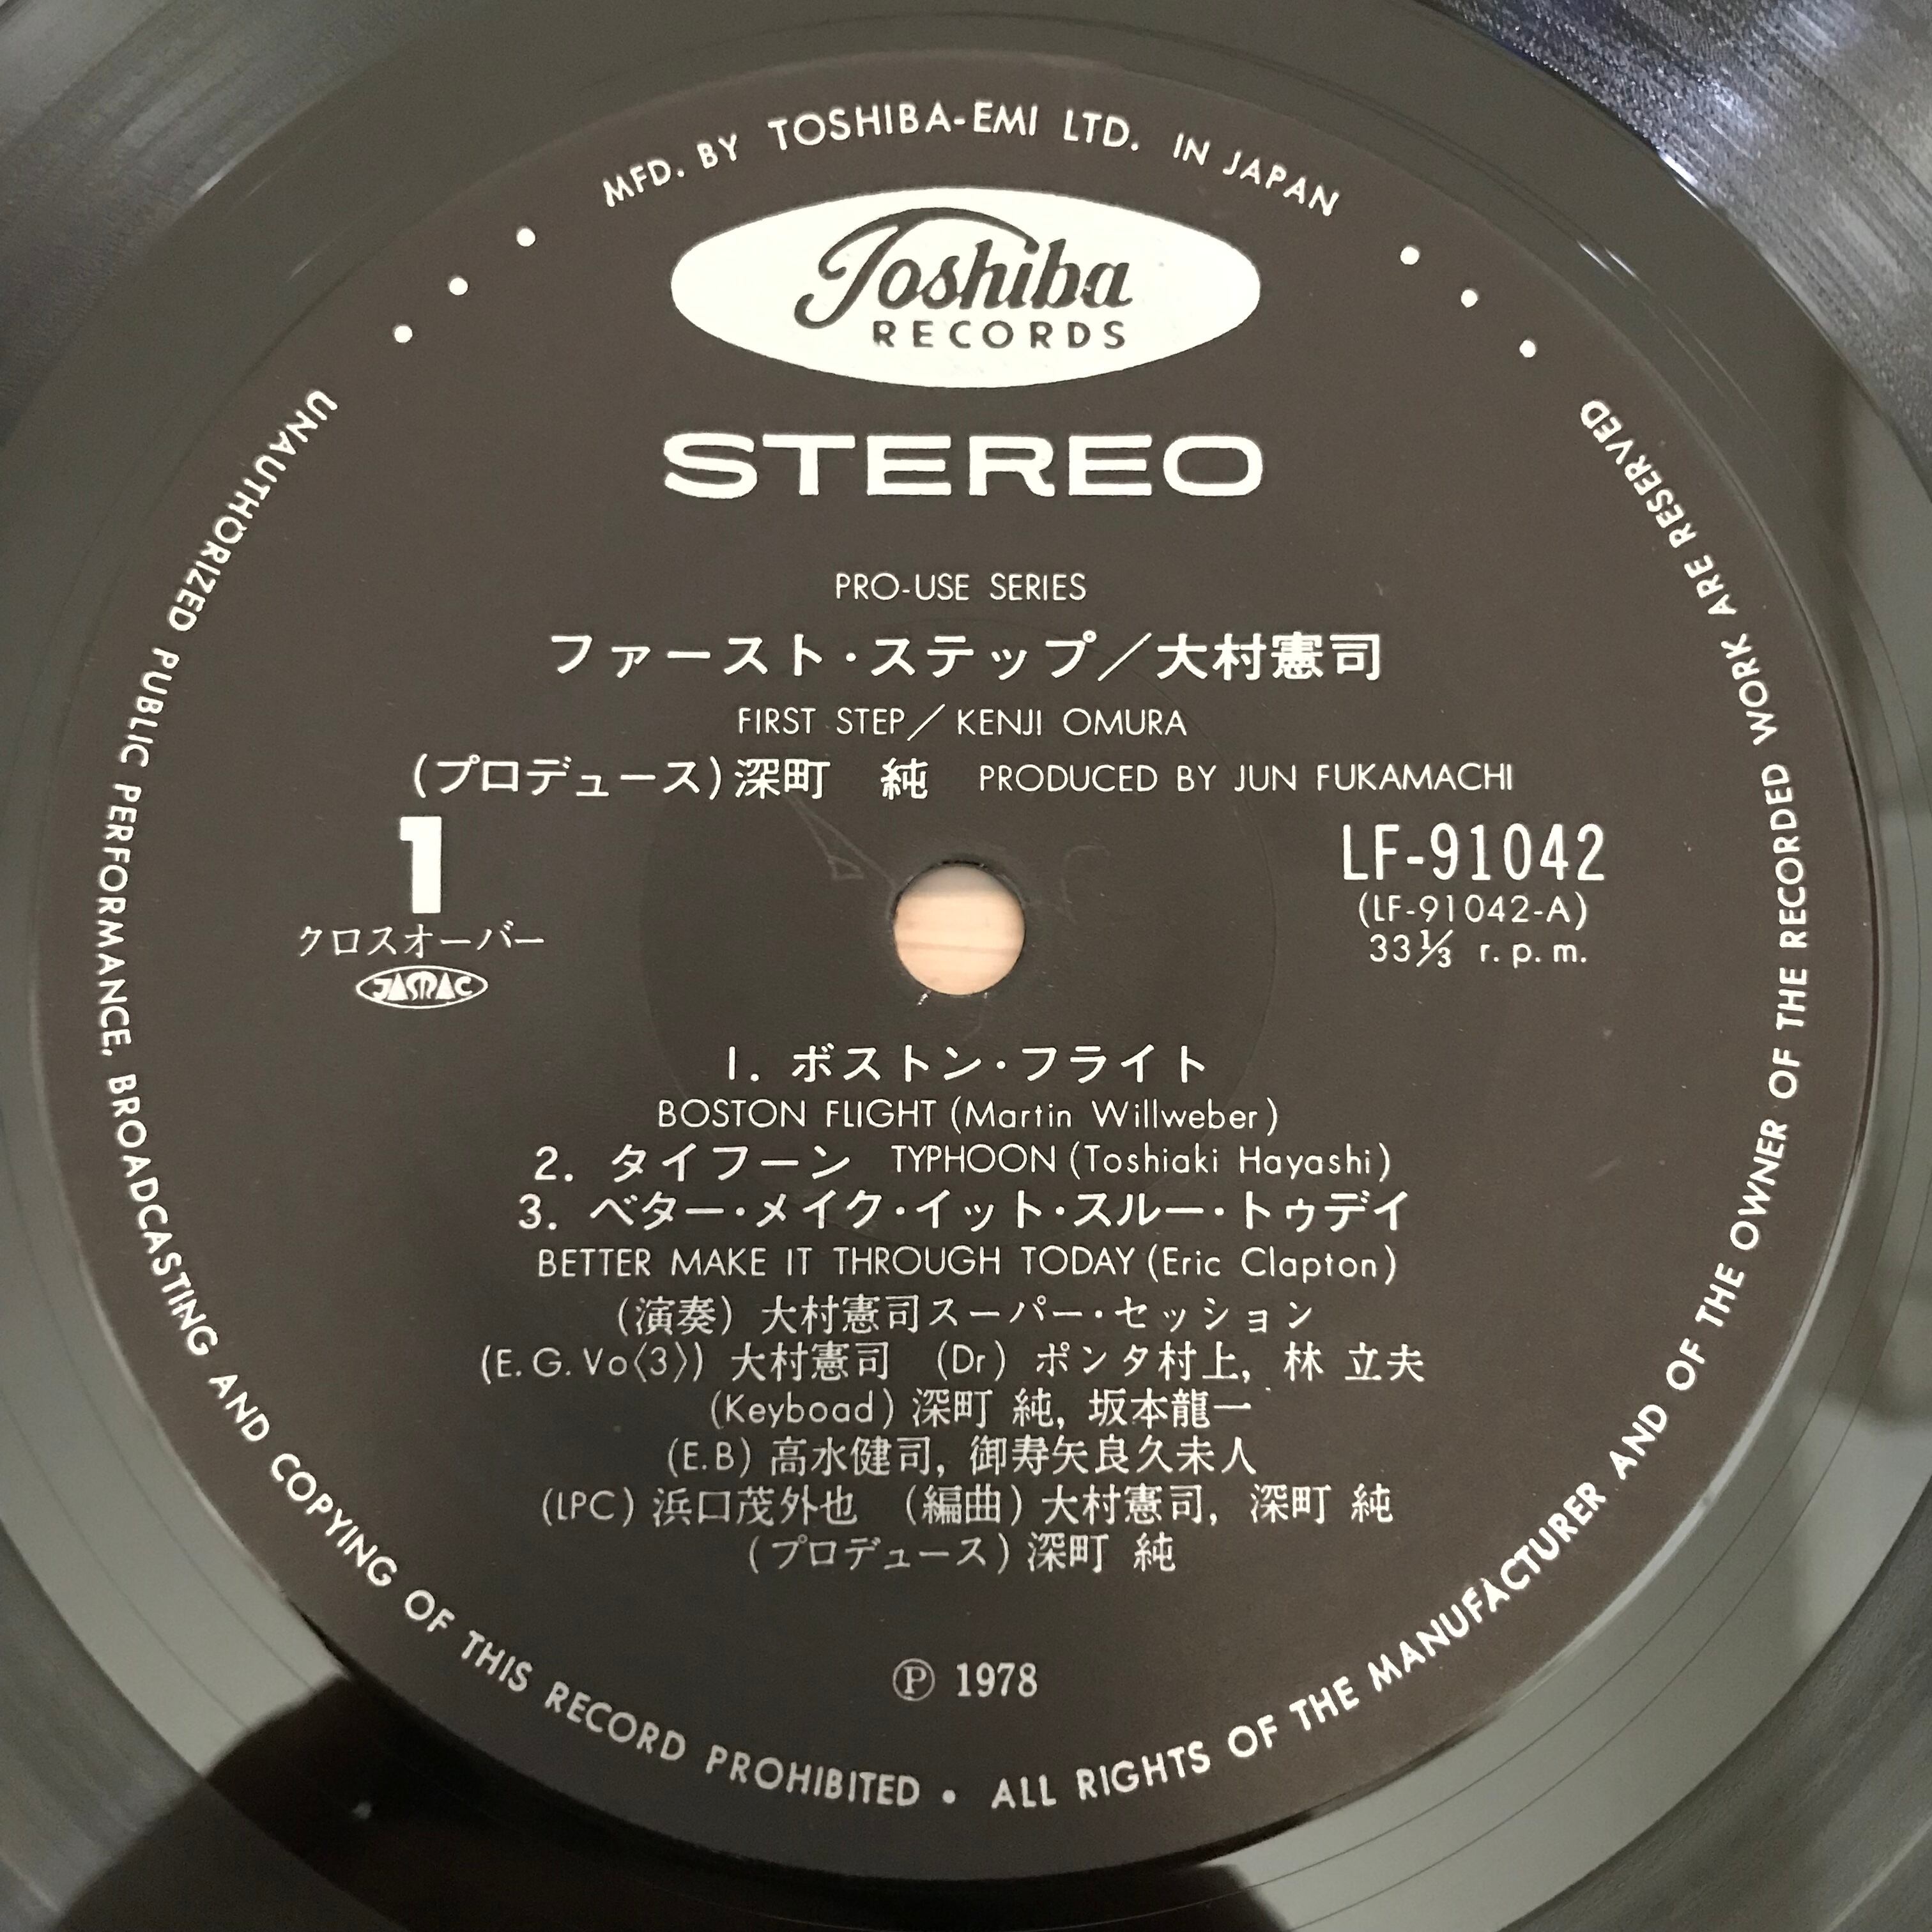 MFD. BY TOSHIBA-EMI LTD. IN JAPAN
Toshiba
RECORDS
STEREO
PRO-USE SERIES
ファースト・ステップ／大村憲司
FIRST STEP／KENJI OMURA
(プロデュース)深町 純 PRODUCED BY JUN FUKAMACHI
1
クロスオーバー
JASRAC
LF-91042
(LF-91042-A)
33⅓ r.p.m.
1. ボストン・フライト
BOSTON FLIGHT (Martin Willweber)
2. タイフーン TYPHOON (Toshiaki Hayashi)
3. ベター・メイク・イット・スルー・トゥデイ
BETTER MAKE IT THROUGH TODAY (Eric Clapton)
(演奏) 大村憲司スーパー・セッション
(E.G.Vo〈3〉) 大村憲司 (Dr) ポンタ村上, 林 立夫
(Keyboad) 深町 純, 坂本龍一
(E.B) 高水健司, 御寿矢良久未人
(LPC) 浜口茂外也 (編曲) 大村憲司, 深町 純
(プロデュース) 深町 純
Ⓟ 1978
UNAUTHORIZED PUBLIC PERFORMANCE, BROADCASTING AND COPYING OF THIS RECORD PROHIBITED • ALL RIGHTS OF THE MANUFACTURER AND OF THE OWNER OF THE RECORDED WORK ARE RESERVED